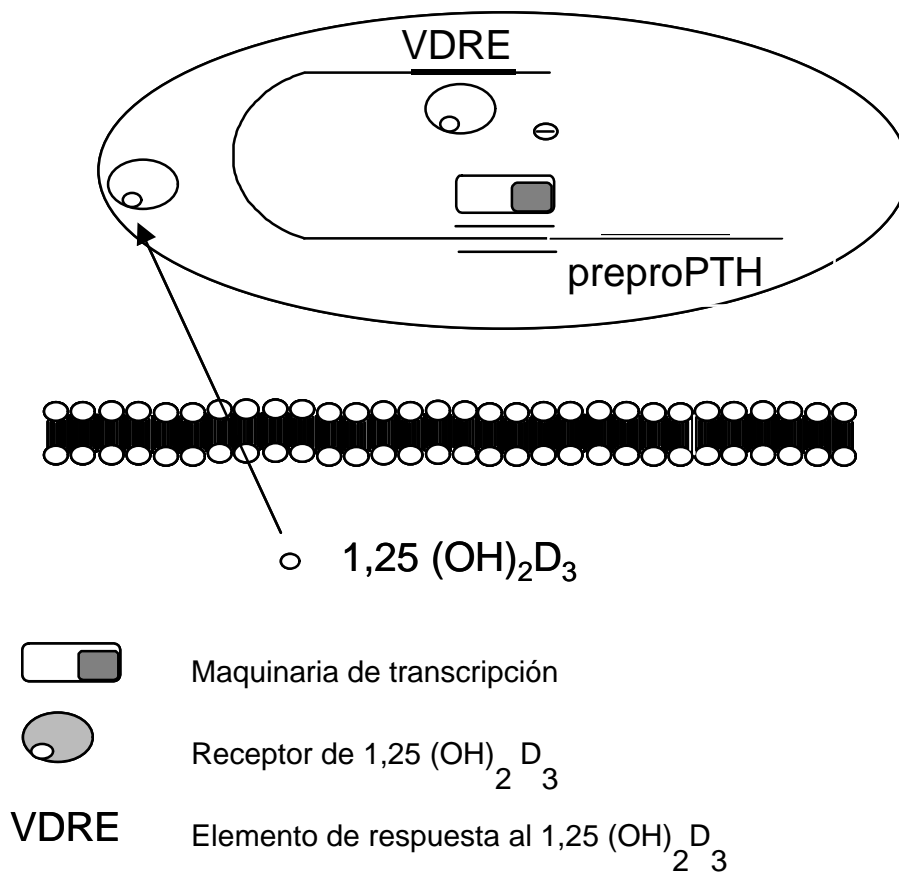 VDRE
preproPTH
1,25 (OH)₂D₃
Maquinaria de transcripción
Receptor de 1,25 (OH)₂ D₃
VDRE Elemento de respuesta al 1,25 (OH)₂D₃